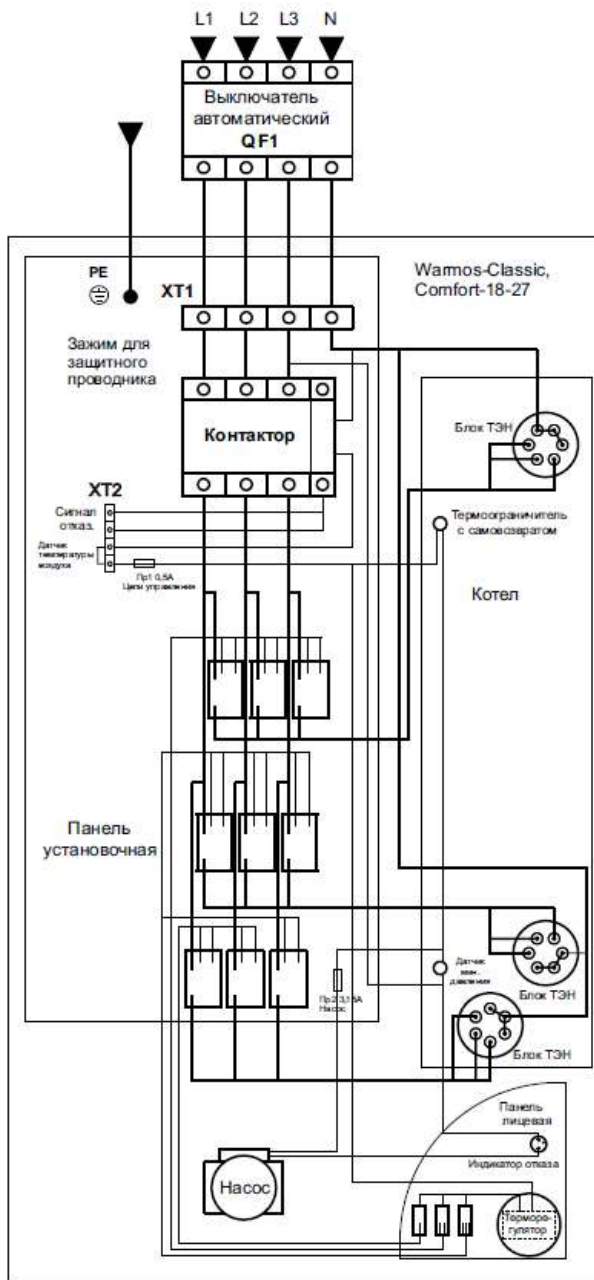 L1 L2 L3 N
Выключатель
автоматический
QF1
PE
XT1
Warmos-Classic,
Comfort-18-27
Зажим для
защитного
проводника
Контактор
Блок ТЭН
XT2
Сигнал
отказ.
Датчик
температуры
воздуха
Пр1 0,5А
Цепи управления
Термоограничитель
с самовозвратом
Котел
Панель
установочная
Датчик
мин.
давления
Пр2 3,15А
Насос
Блок ТЭН
Блок ТЭН
Панель
лицевая
Индикатор отказа
Насос
Терморе-
гулятор